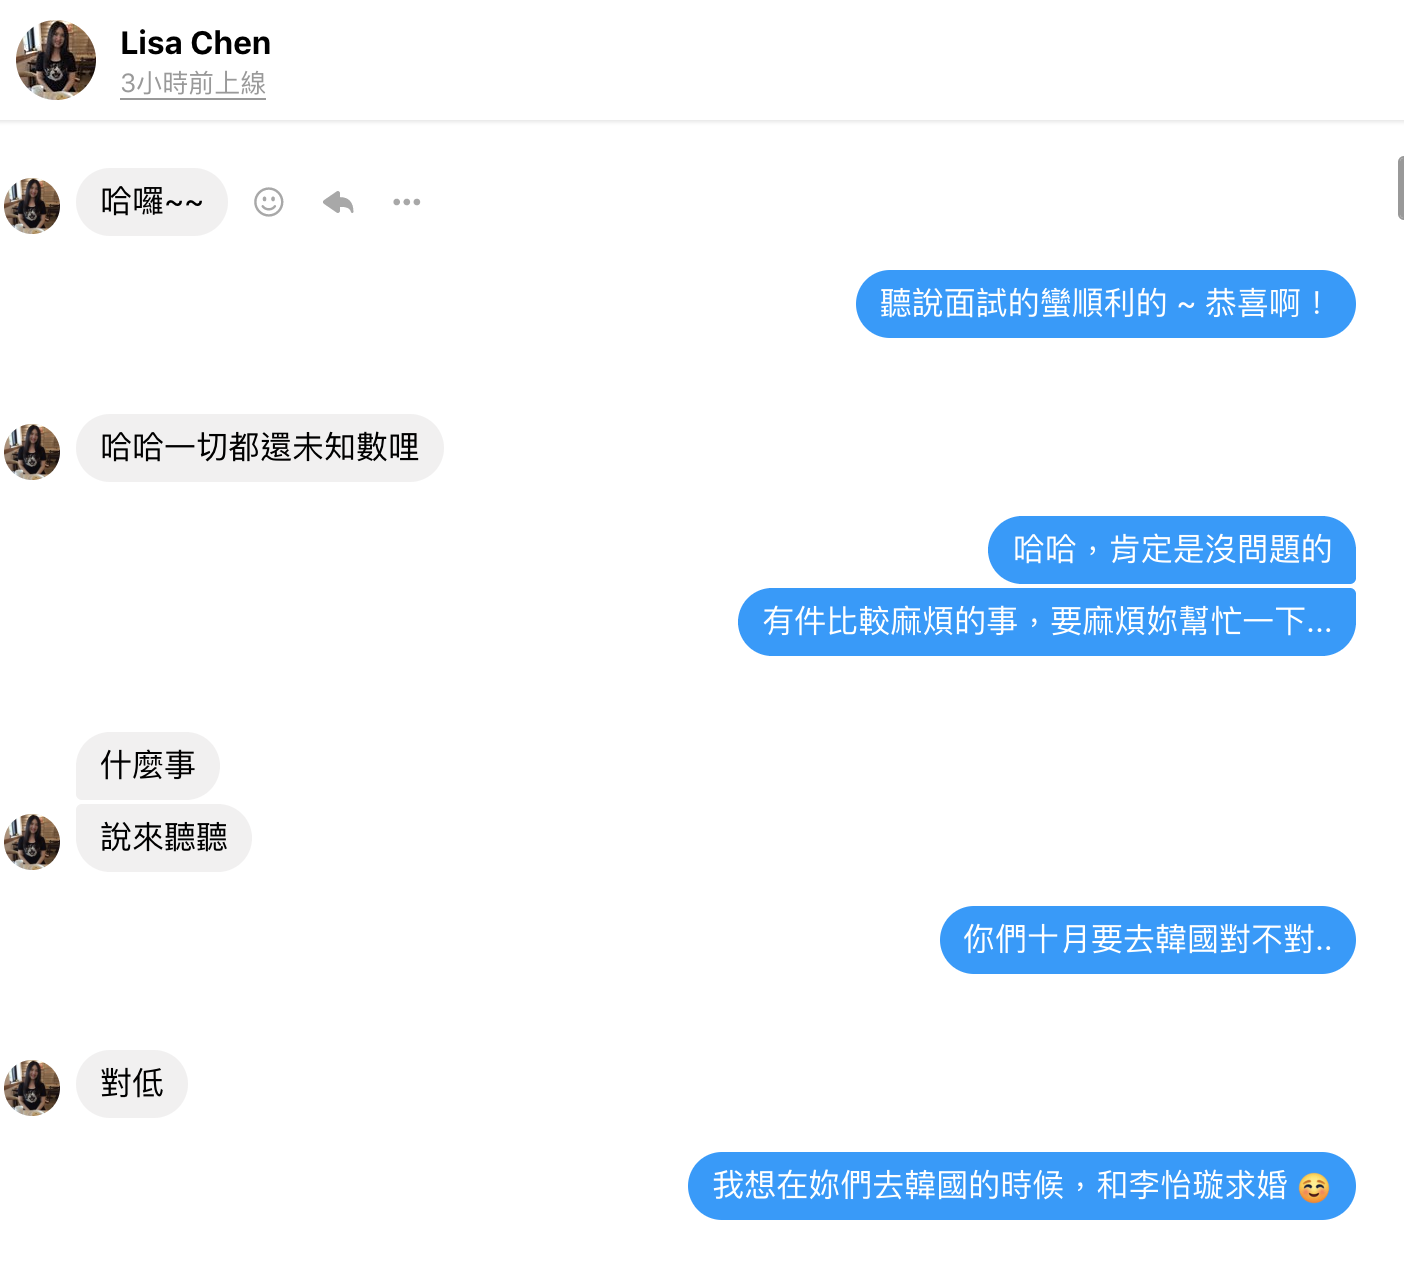 Lisa Chen
3小時前上線
哈囉~~
聽說面試的蠻順利的 ~ 恭喜啊！
哈哈一切都還未知數哩
哈哈，肯定是沒問題的
有件比較麻煩的事，要麻煩妳幫忙一下...
什麼事
說來聽聽
你們十月要去韓國對不對..
對低
我想在妳們去韓國的時候，和李怡璇求婚 ☺️